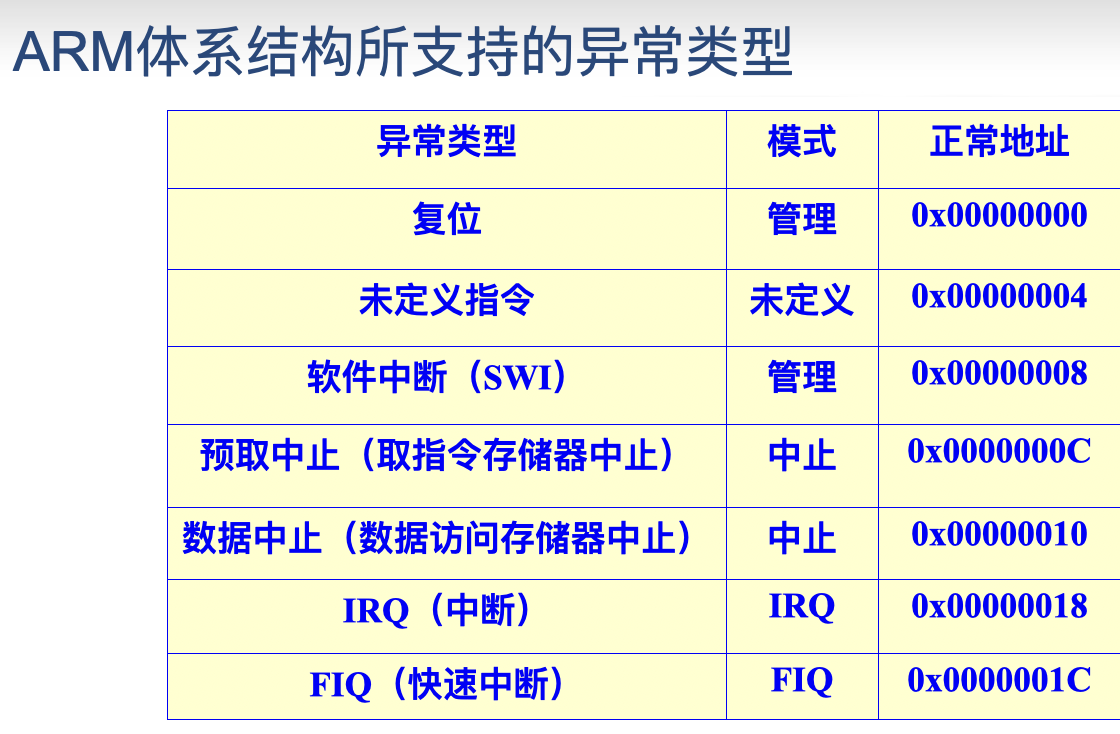 ARM体系结构所支持的异常类型
异常类型 模式 正常地址
复位 管理 0x00000000
未定义指令 未定义 0x00000004
软件中断（SWI） 管理 0x00000008
预取中止（取指令存储器中止） 中止 0x0000000C
数据中止（数据访问存储器中止） 中止 0x00000010
IRQ（中断） IRQ 0x00000018
FIQ（快速中断） FIQ 0x0000001C